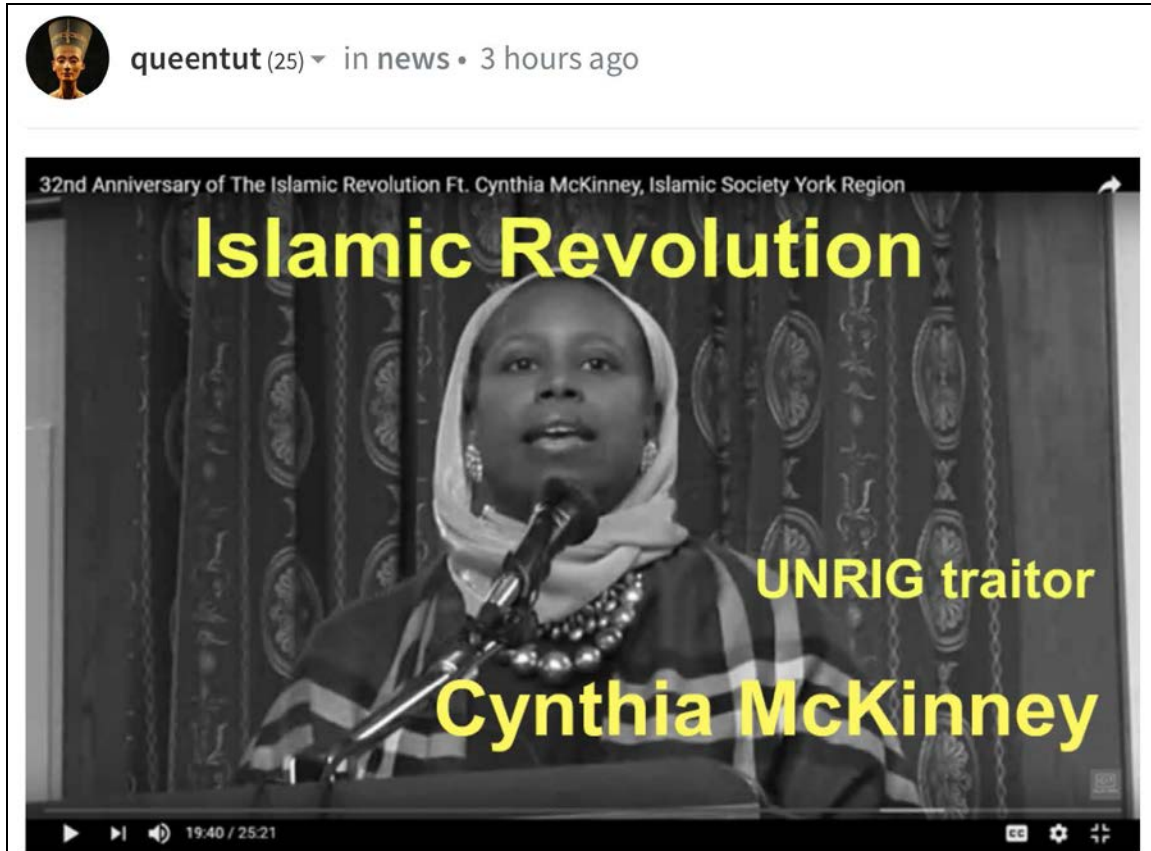 queentut (25) in news • 3 hours ago
32nd Anniversary of The Islamic Revolution Ft. Cynthia McKinney, Islamic Society York Region
Islamic Revolution
UNRIG traitor
Cynthia McKinney
19:40 / 25:21
CC